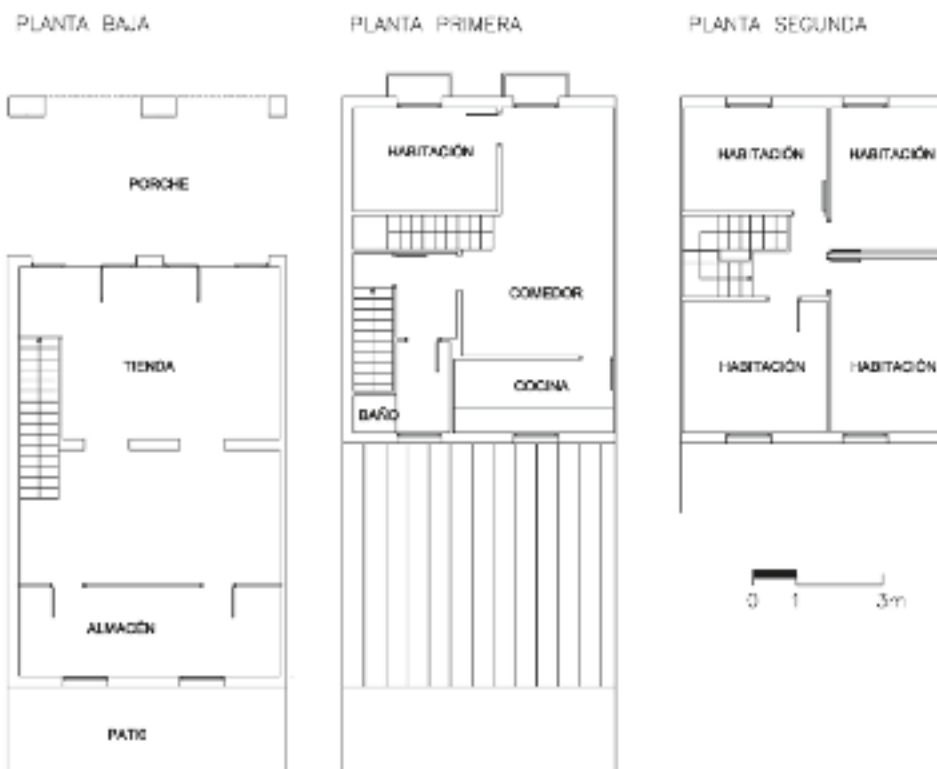 PLANTA BAJA
PORCHE
TIENDA
ALMACÉN
PATIO
PLANTA PRIMERA
HABITACIÓN
COMEDOR
COCINA
BAÑO
PLANTA SEGUNDA
HABITACIÓN HABITACIÓN
HABITACIÓN HABITACIÓN
0 1 3m